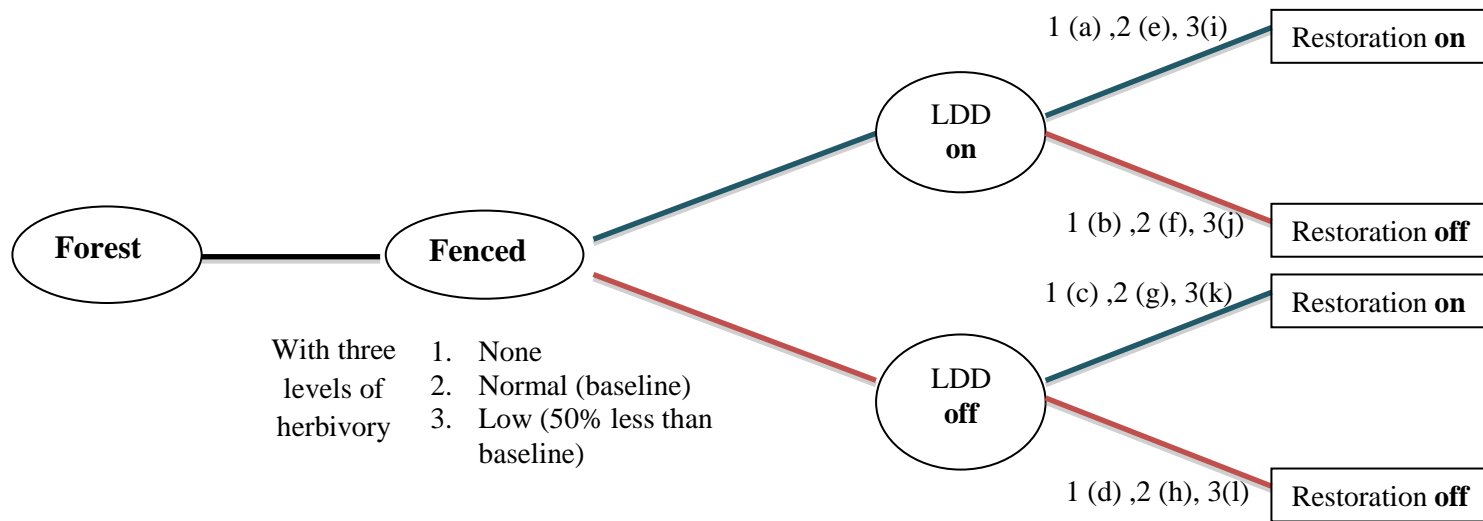 1 (a) ,2 (e), 3(i)
Restoration on
LDD
on
Forest
Fenced
1 (b) ,2 (f), 3(j)
Restoration off
With three
levels of
herbivory
1. None
2. Normal (baseline)
3. Low (50% less than
baseline)
1 (c) ,2 (g), 3(k)
Restoration on
LDD
off
1 (d) ,2 (h), 3(l)
Restoration off